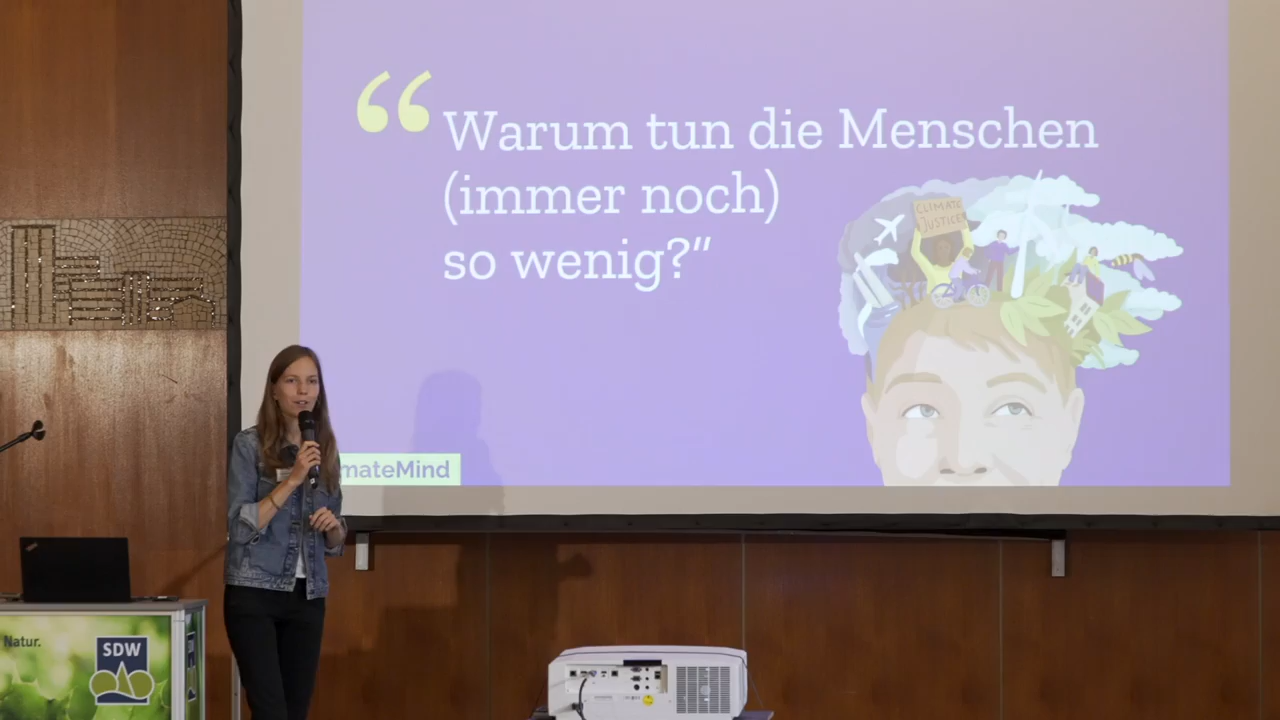 “Warum tun die Menschen
(immer noch)
so wenig?”
CLIMATE
JUSTICE
mateMind
Natur.
SDW